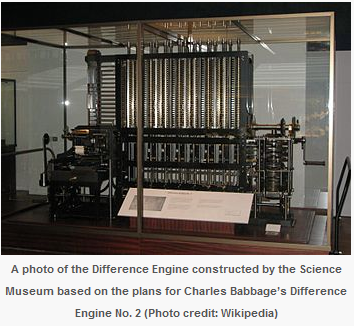 A photo of the Difference Engine constructed by the Science
Museum based on the plans for Charles Babbage's Difference
Engine No. 2 (Photo credit: Wikipedia)